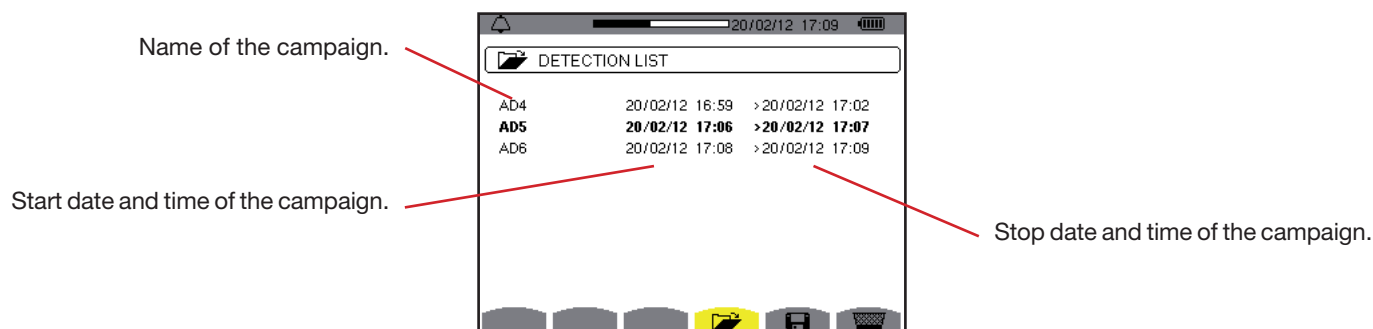 20/02/12 17:09
Name of the campaign.
DETECTION LIST
AD4 20/02/12 16:59 >20/02/12 17:02
AD5 20/02/12 17:06 >20/02/12 17:07
AD6 20/02/12 17:08 >20/02/12 17:09
Start date and time of the campaign.
Stop date and time of the campaign.